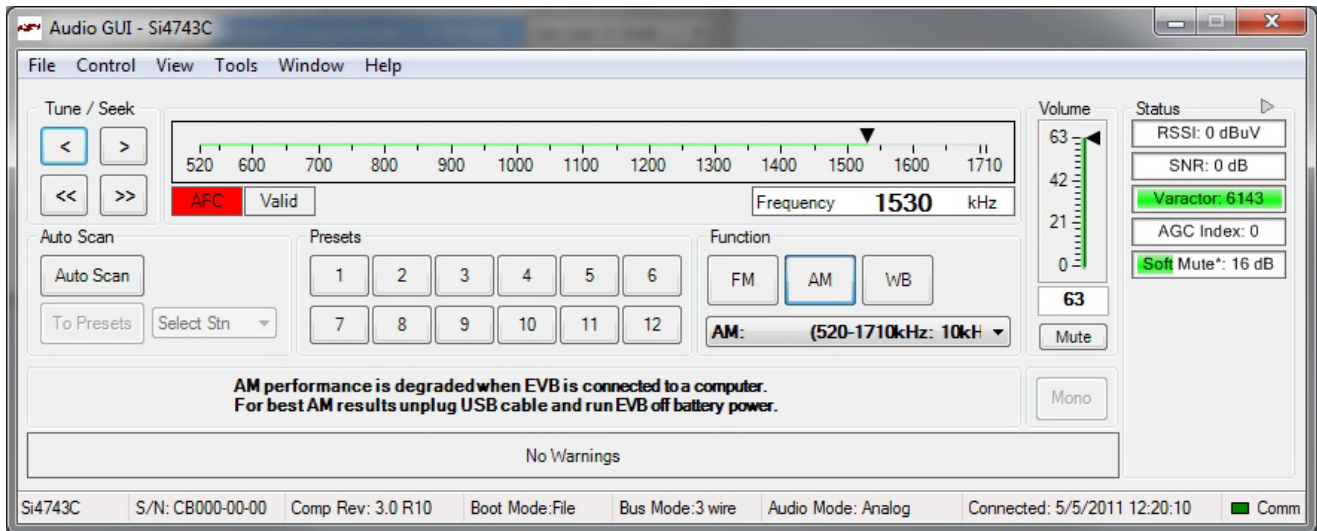 Audio GUI - Si4743C
File Control View Tools Window Help
Tune / Seek
< >
<< >>
520 600 700 800 900 1000 1100 1200 1300 1400 1500 1600 1710
AFC Valid
Frequency 1530 kHz
Volume
63
42
21
0
63
Mute
Status
RSSI: 0 dBuV
SNR: 0 dB
Varactor: 6143
AGC Index: 0
Soft Mute*: 16 dB
Auto Scan
Auto Scan
To Presets Select Stn
Presets
1 2 3 4 5 6
7 8 9 10 11 12
Function
FM AM WB
AM: (520-1710kHz: 10kH
AM performance is degraded when EVB is connected to a computer.
For best AM results unplug USB cable and run EVB off battery power.
Mono
No Warnings
Si4743C S/N: CB000-00-00 Comp Rev: 3.0 R10 Boot Mode:File Bus Mode:3 wire Audio Mode: Analog Connected: 5/5/2011 12:20:10 Comm